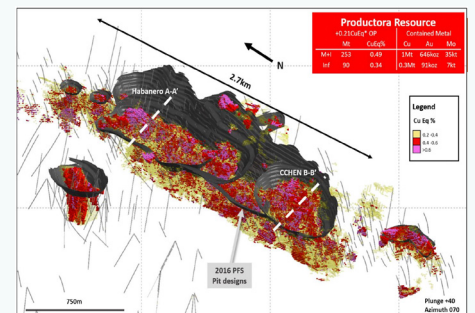 Productora Resource
+0.21CuEq* OP Contained Metal
Mt CuEq% Cu Au Mo
M+I 253 0.49 1Mt 646koz 35kt
Inf 90 0.34 0.3Mt 91koz 7kt
N
2.7km
Habanero A-A'
CCHEN B-B'
Legend
Cu Eq %
0.2 -0.4
0.4 -0.6
>0.6
2016 PFS
Pit designs
750m
Plunge +40
Azimuth 070